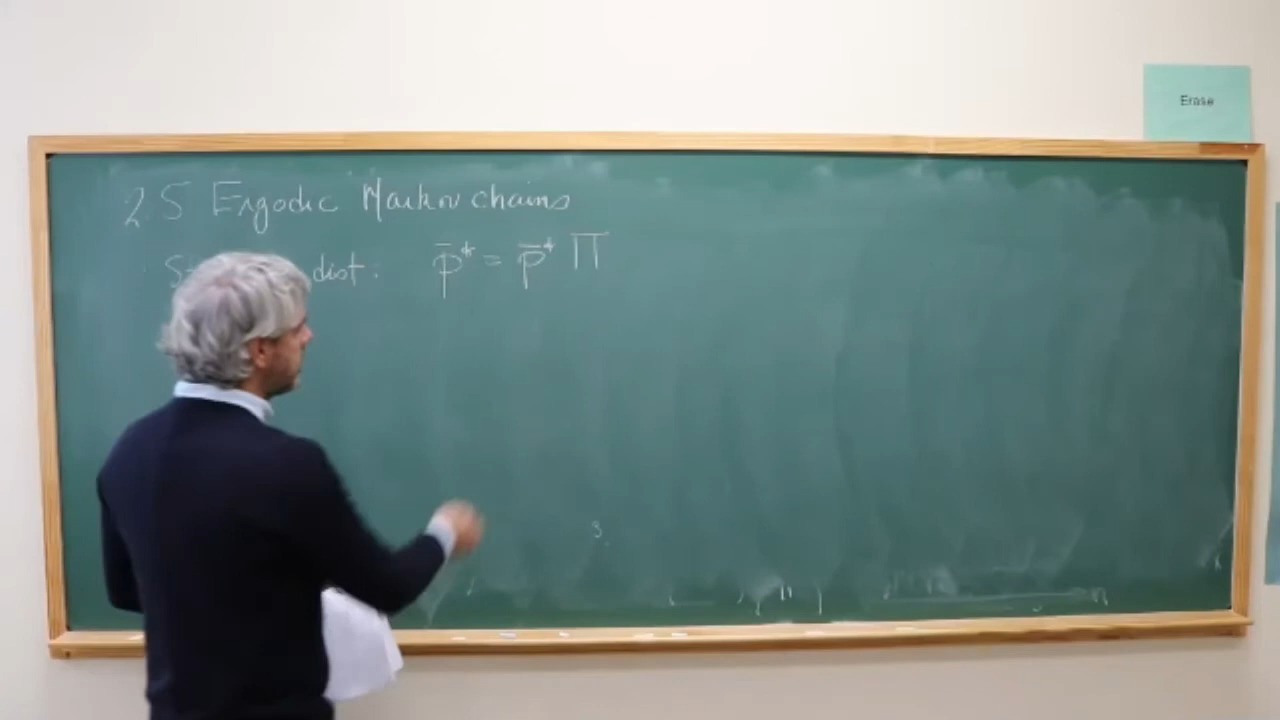 Erase
2.5 Ergodic Markov chains
dist: p̄* = p̄* Π